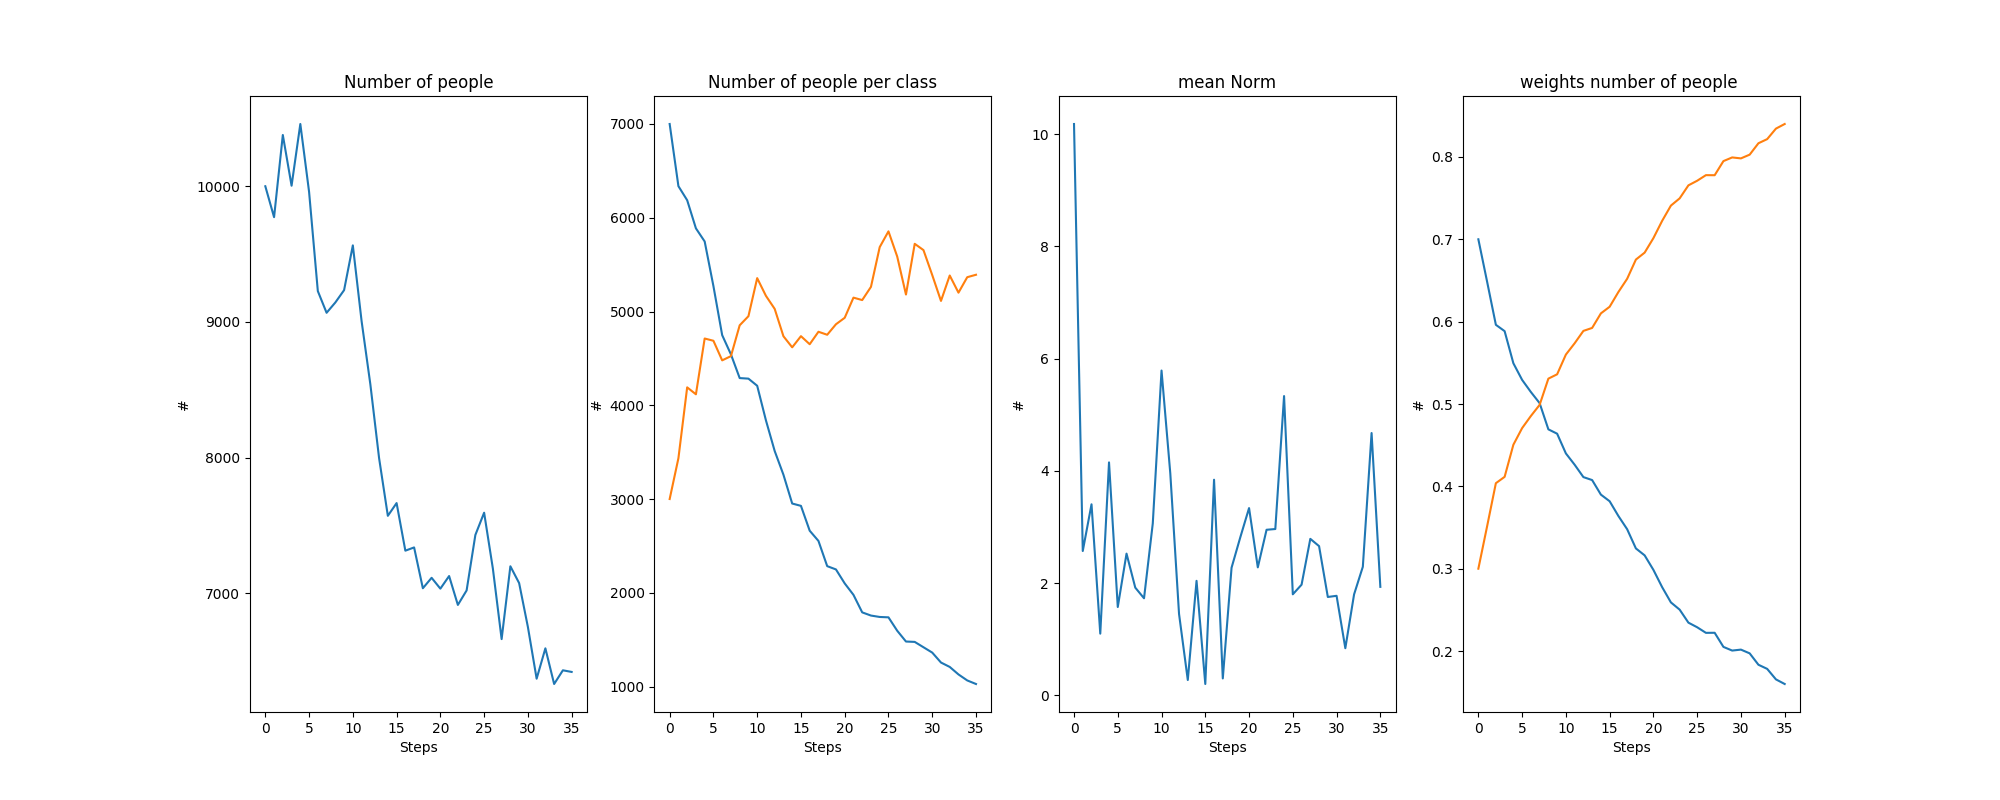 Number of people
10000
9000
8000
7000
#
0 5 10 15 20 25 30 35
Steps
Number of people per class
7000
6000
5000
4000
3000
2000
1000
#
0 5 10 15 20 25 30 35
Steps
mean Norm
10
8
6
4
2
0
#
0 5 10 15 20 25 30 35
Steps
weights number of people
0.8
0.7
0.6
0.5
0.4
0.3
0.2
#
0 5 10 15 20 25 30 35
Steps